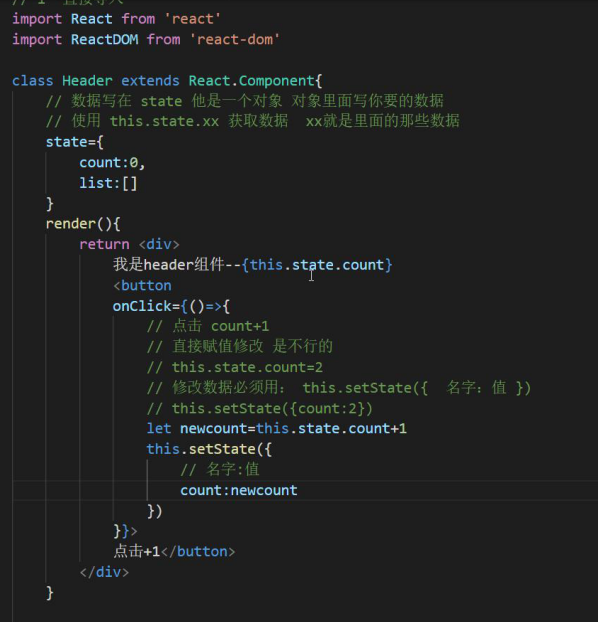 // 1 直接导入
import React from 'react'
import ReactDOM from 'react-dom'
class Header extends React.Component{
// 数据写在 state 他是一个对象 对象里面写你要的数据
// 使用 this.state.xx 获取数据 xx就是里面的那些数据
state={
count:0,
list:[]
}
render(){
return <div>
我是header组件--{this.state.count}
<button
onClick={()=>{
// 点击 count+1
// 直接赋值修改 是不行的
// this.state.count=2
// 修改数据必须用： this.setState({ 名字：值 })
// this.setState({count:2})
let newcount=this.state.count+1
this.setState({
// 名字:值
count:newcount
})
}}>
点击+1</button>
</div>
}